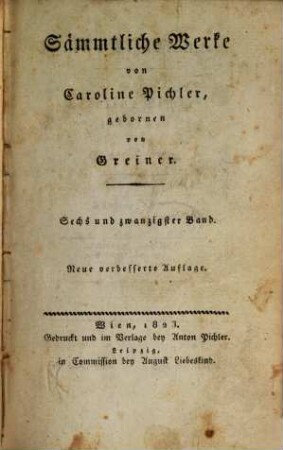 Sämmtliche Werke
von
Caroline Pichler,
gebornen
von
Greiner.
Sechs und zwanzigster Band.
Neue verbesserte Auflage.
Wien, 1823.
Gedruckt und im Verlage bey Anton Pichler.
Leipzig,
in Commission bey August Liebeskind.